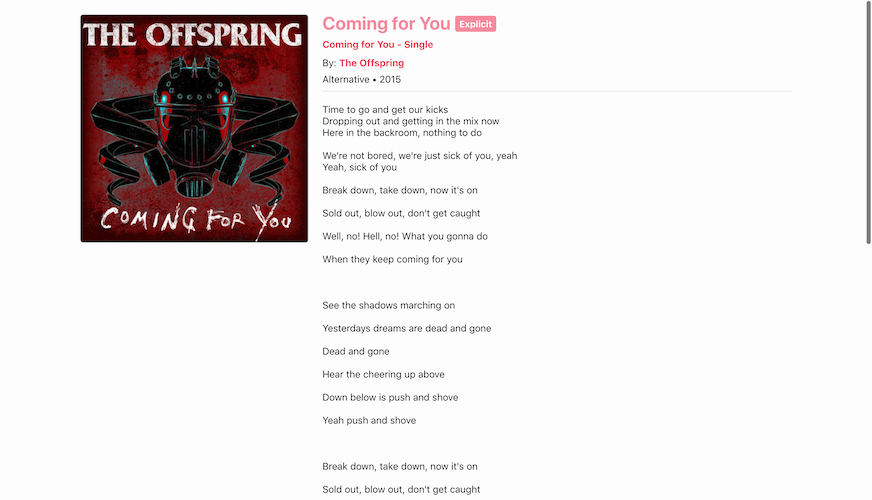 THE OFFSPRING
COMING FOR YOU
Coming for You Explicit
Coming for You - Single
By: The Offspring
Alternative • 2015
Time to go and get our kicks
Dropping out and getting in the mix now
Here in the backroom, nothing to do
We're not bored, we're just sick of you, yeah
Yeah, sick of you
Break down, take down, now it's on
Sold out, blow out, don't get caught
Well, no! Hell, no! What you gonna do
When they keep coming for you
See the shadows marching on
Yesterdays dreams are dead and gone
Dead and gone
Hear the cheering up above
Down below is push and shove
Yeah push and shove
Break down, take down, now it's on
Sold out, blow out, don't get caught